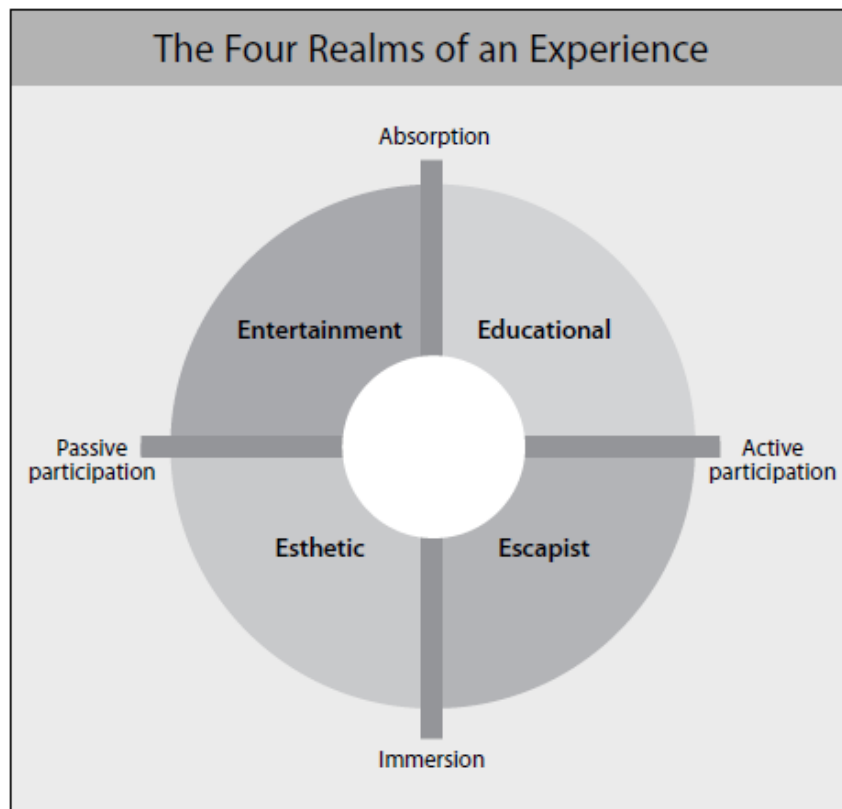 The Four Realms of an Experience
Absorption
Entertainment
Educational
Passive
participation
Active
participation
Esthetic
Escapist
Immersion